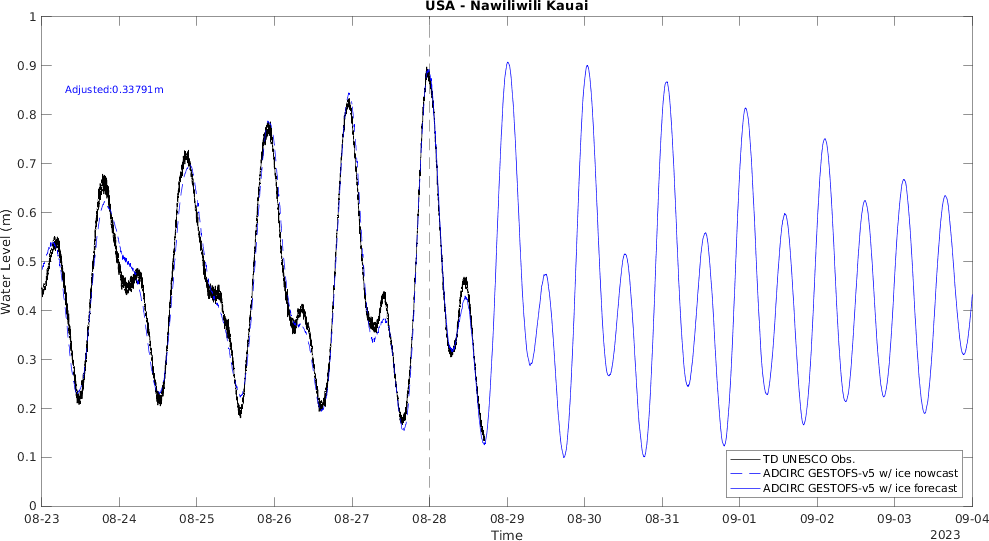 USA - Nawiliwili Kauai
Adjusted:0.33791m
Water Level (m)
1
0.9
0.8
0.7
0.6
0.5
0.4
0.3
0.2
0.1
0
TD UNESCO Obs.
ADCIRC GESTOFS-v5 w/ ice nowcast
ADCIRC GESTOFS-v5 w/ ice forecast
08-23 08-24 08-25 08-26 08-27 08-28 08-29 08-30 08-31 09-01 09-02 09-03 09-04
Time
2023